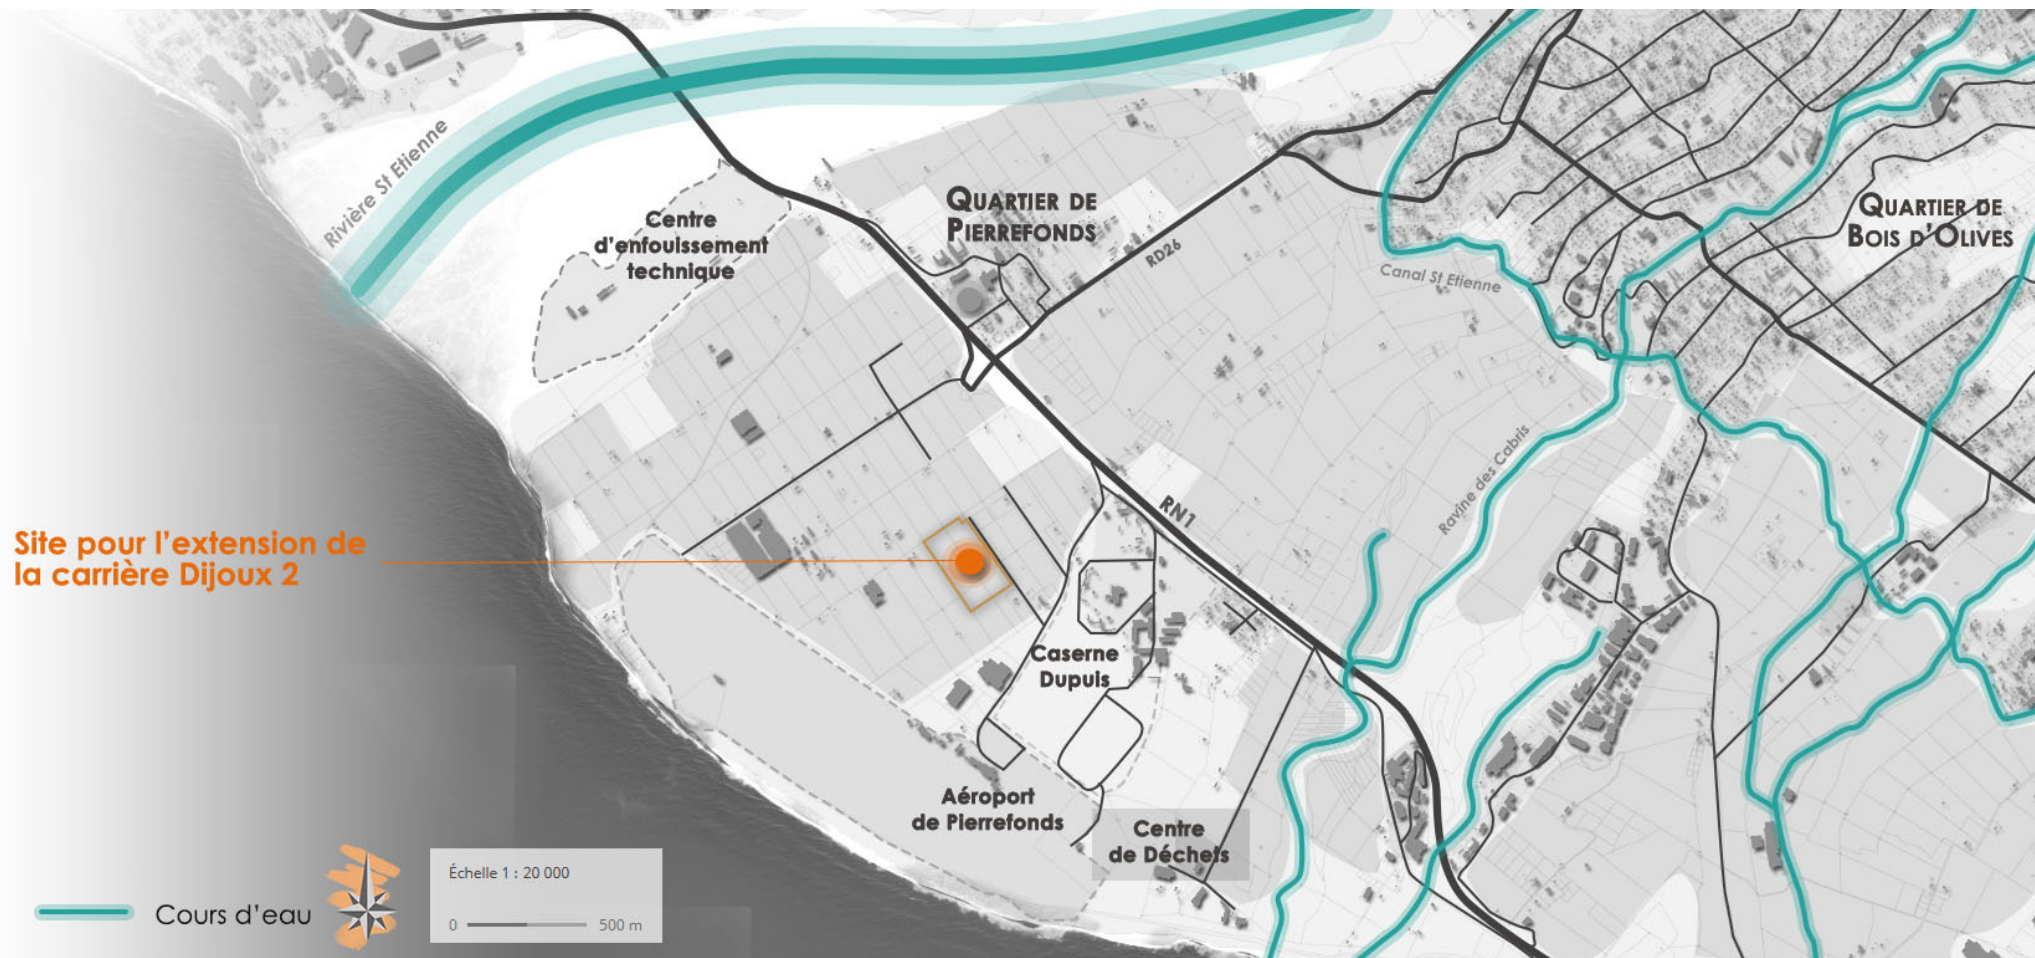 Rivière St Etienne
Centre
d'enfouissement
technique
QUARTIER DE
PIERREFONDS
RD26
Canal St Etienne
QUARTIER DE
BOIS D'OLIVES
Ravine des Cabris
RN1
Site pour l'extension de
la carrière Dijoux 2
Caserne
Dupuis
Aéroport
de Pierrefonds
Centre
de Déchets
Cours d'eau
Échelle 1 : 20 000
0 500 m